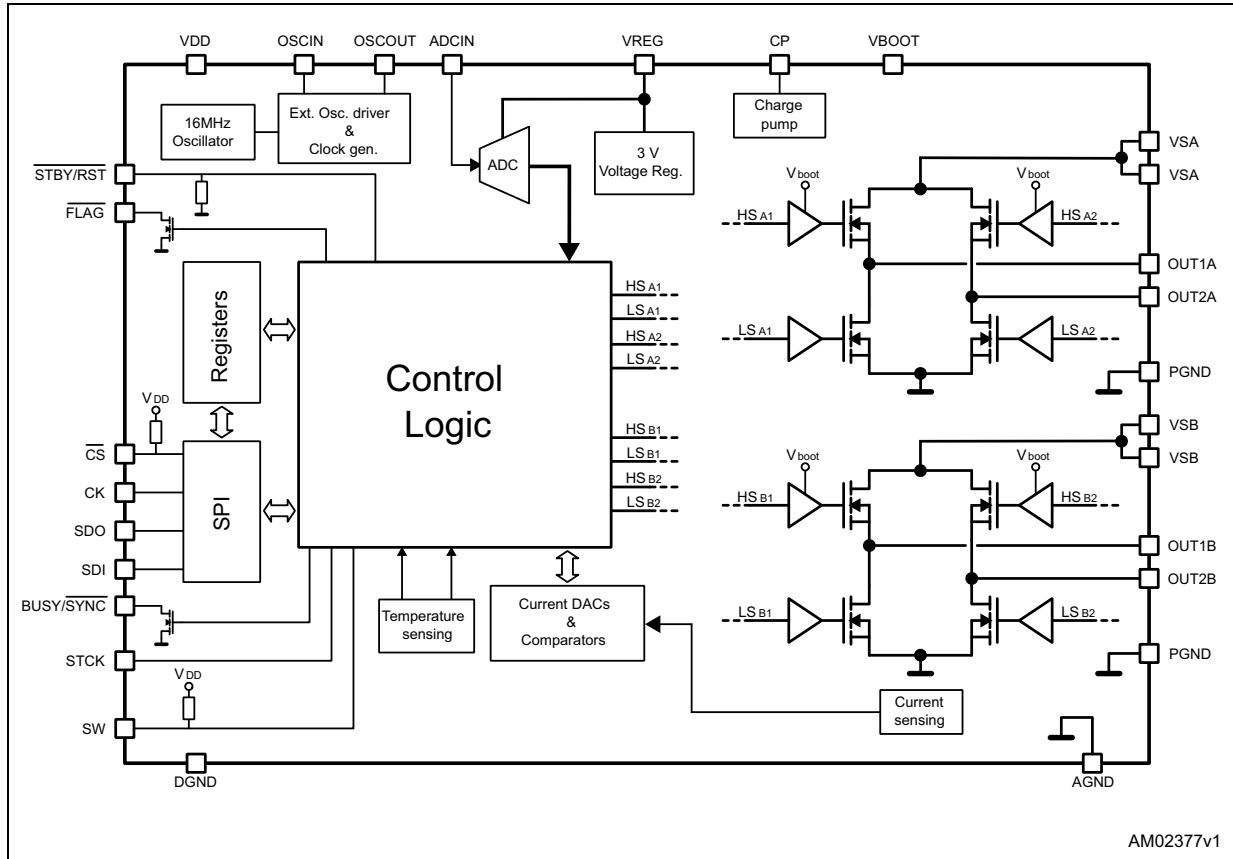 VDD
OSCIN
OSCOUT
ADCIN
VREG
CP
VBOOT
16MHz
Oscillator
Ext. Osc. driver
&
Clock gen.
ADC
3 V
Voltage Reg.
Charge
pump
STBY/RST
FLAG
Registers
VDD
CS
CK
SDO
SDI
SPI
BUSY/SYNC
STCK
VDD
SW
DGND
Control
Logic
HS A1
LS A1
HS A2
LS A2
HS B1
LS B1
HS B2
LS B2
Temperature
sensing
Current DACs
&
Comparators
Current
sensing
Vboot
Vboot
HS A1
HS A2
LS A1
LS A2
VSA
VSA
OUT1A
OUT2A
PGND
VSB
VSB
Vboot
Vboot
HS B1
HS B2
LS B1
LS B2
OUT1B
OUT2B
PGND
AGND
AM02377v1